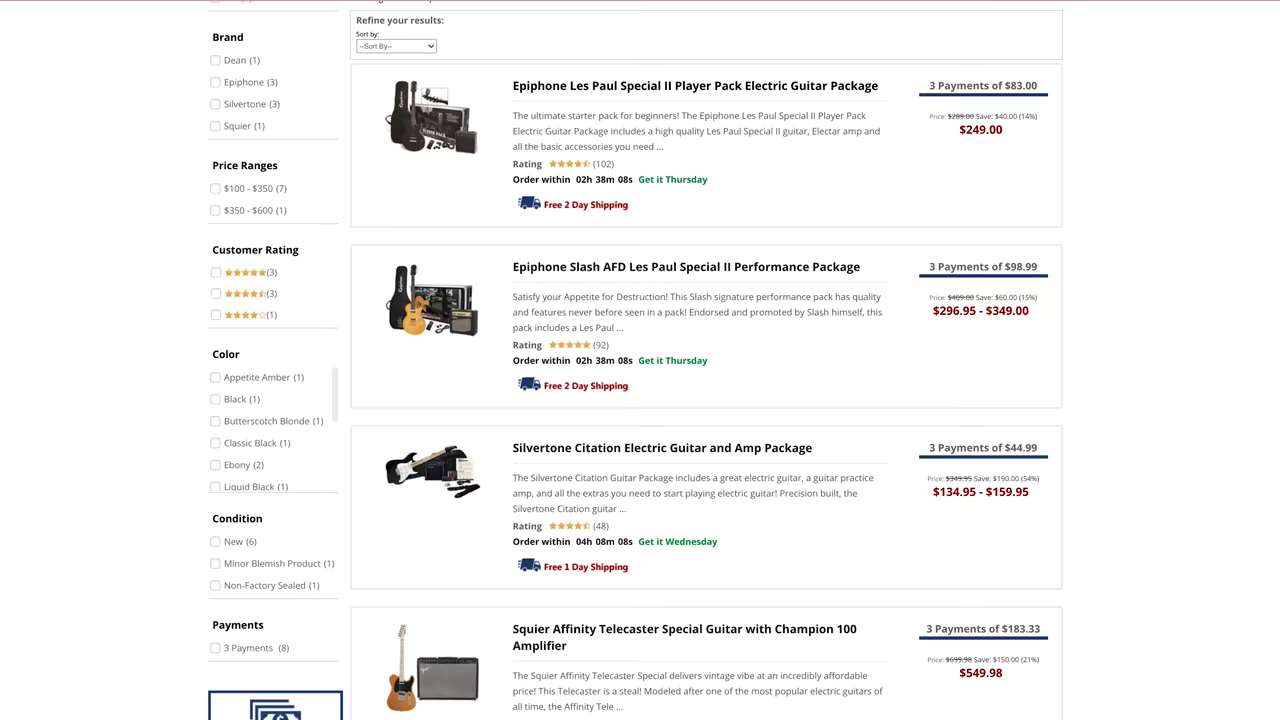 Brand
Dean (1)
Epiphone (3)
Silvertone (3)
Squier (1)
Price Ranges
$100 - $350 (7)
$350 - $600 (1)
Customer Rating
(3)
(3)
(1)
Color
Appetite Amber (1)
Black (1)
Butterscotch Blonde (1)
Classic Black (1)
Ebony (2)
Liquid Black (1)
Condition
New (6)
Minor Blemish Product (1)
Non-Factory Sealed (1)
Payments
3 Payments (8)
Refine your results:
Sort by:
--Sort By--
Epiphone Les Paul Special II Player Pack Electric Guitar Package
The ultimate starter pack for beginners! The Epiphone Les Paul Special II Player Pack
Electric Guitar Package includes a high quality Les Paul Special II guitar, Electar amp and
all the basic accessories you need ...
Rating (102)
Order within 02h 38m 08s Get it Thursday
Free 2 Day Shipping
3 Payments of $83.00
Price: $289.00 Save: $40.00 (14%)
$249.00
Epiphone Slash AFD Les Paul Special II Performance Package
Satisfy your Appetite for Destruction! This Slash signature performance pack has quality
and features never before seen in a pack! Endorsed and promoted by Slash himself, this
pack includes a Les Paul ...
Rating (92)
Order within 02h 38m 08s Get it Thursday
Free 2 Day Shipping
3 Payments of $98.99
Price: $409.00 Save: $60.00 (15%)
$296.95 - $349.00
Silvertone Citation Electric Guitar and Amp Package
The Silvertone Citation Guitar Package includes a great electric guitar, a guitar practice
amp, and all the extras you need to start playing electric guitar! Precision built, the
Silvertone Citation guitar ...
Rating (48)
Order within 04h 08m 08s Get it Wednesday
Free 1 Day Shipping
3 Payments of $44.99
Price: $349.95 Save: $190.00 (54%)
$134.95 - $159.95
Squier Affinity Telecaster Special Guitar with Champion 100
Amplifier
The Squier Affinity Telecaster Special delivers vintage vibe at an incredibly affordable
price! This Telecaster is a steal! Modeled after one of the most popular electric guitars of
all time, the Affinity Tele ...
3 Payments of $183.33
Price: $699.98 Save: $150.00 (21%)
$549.98